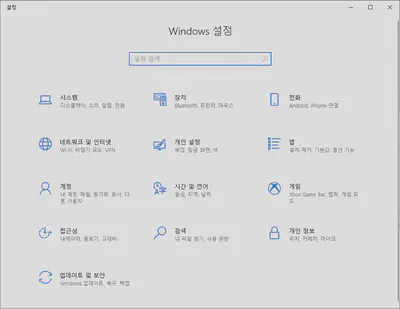 설정
Windows 설정
설정 검색
시스템
디스플레이, 소리, 알림, 전원
장치
Bluetooth, 프린터, 마우스
전화
Android, iPhone 연결
네트워크 및 인터넷
Wi-Fi, 비행기 모드, VPN
개인 설정
배경, 잠금 화면, 색
앱
설치 제거, 기본값, 옵션 기능
계정
내 계정, 메일, 동기화, 회사, 다
른 사용자
시간 및 언어
음성, 지역, 날짜
게임
Xbox Game Bar, 캡처, 게임 모
드
접근성
내레이터, 돋보기, 고대비
검색
내 파일 찾기, 사용 권한
개인 정보
위치, 카메라, 마이크
업데이트 및 보안
Windows 업데이트, 복구, 백업